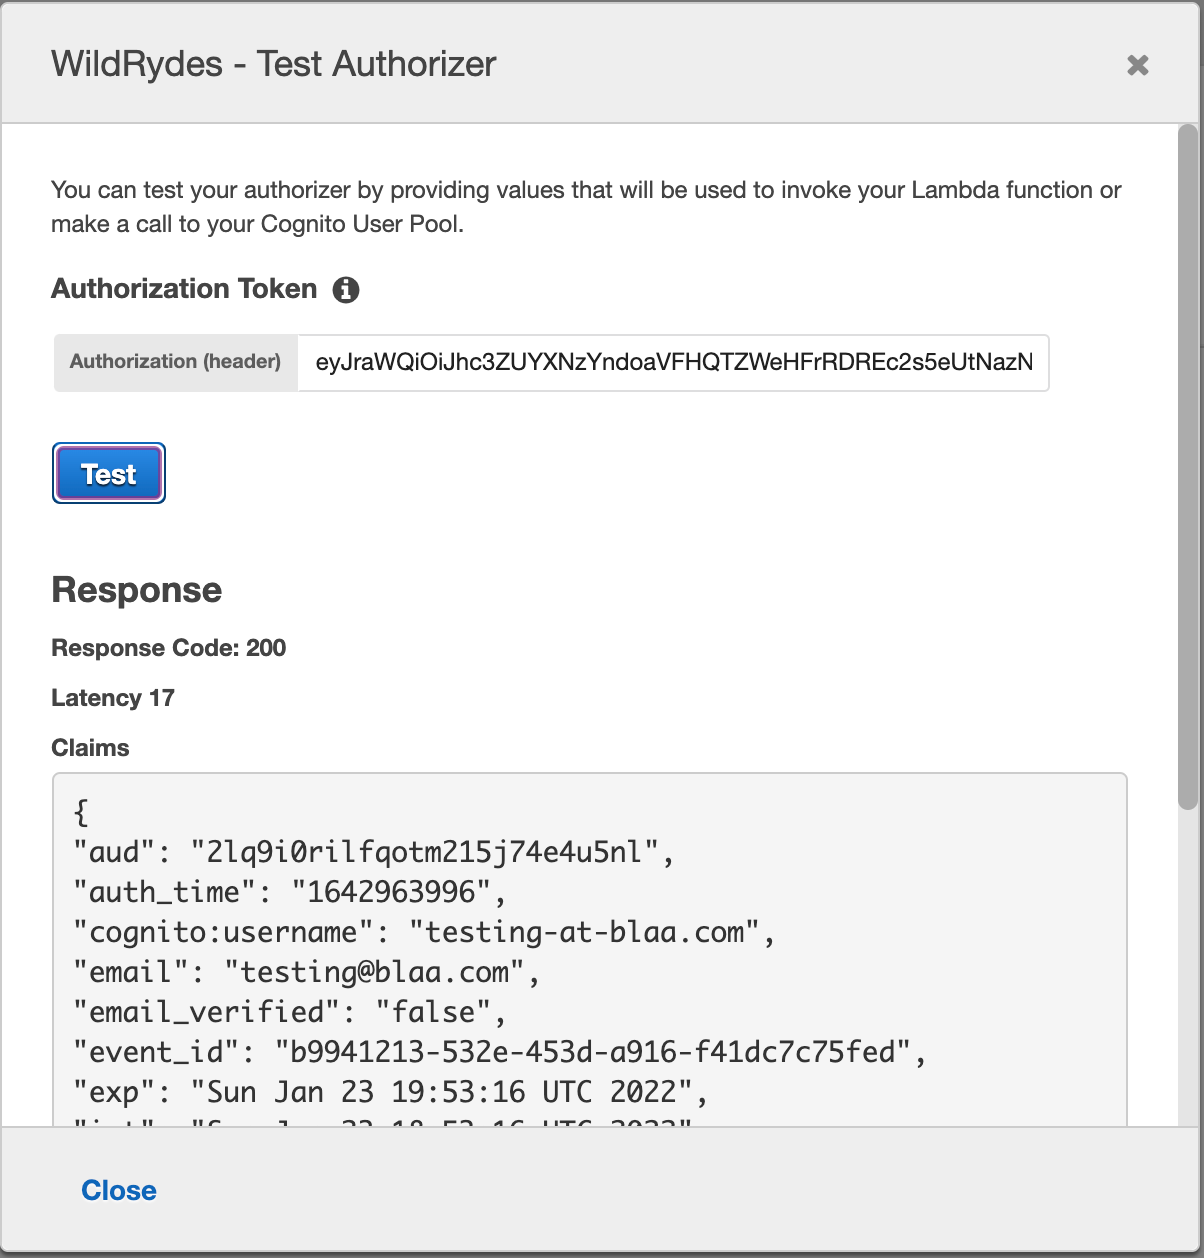 WildRydes - Test Authorizer
You can test your authorizer by providing values that will be used to invoke your Lambda function or
make a call to your Cognito User Pool.
Authorization Token
Authorization (header)
eyJraWQiOiJhc3ZUYXNzYndoaVFHQTZWeHFrRDREc2s5eUtNazN
Test
Response
Response Code: 200
Latency 17
Claims
{
"aud": "2lq9i0rilfqotm215j74e4u5nl",
"auth_time": "1642963996",
"cognito:username": "testing-at-blaa.com",
"email": "testing@blaa.com",
"email_verified": "false",
"event_id": "b9941213-532e-453d-a916-f41dc7c75fed",
"exp": "Sun Jan 23 19:53:16 UTC 2022",
Close